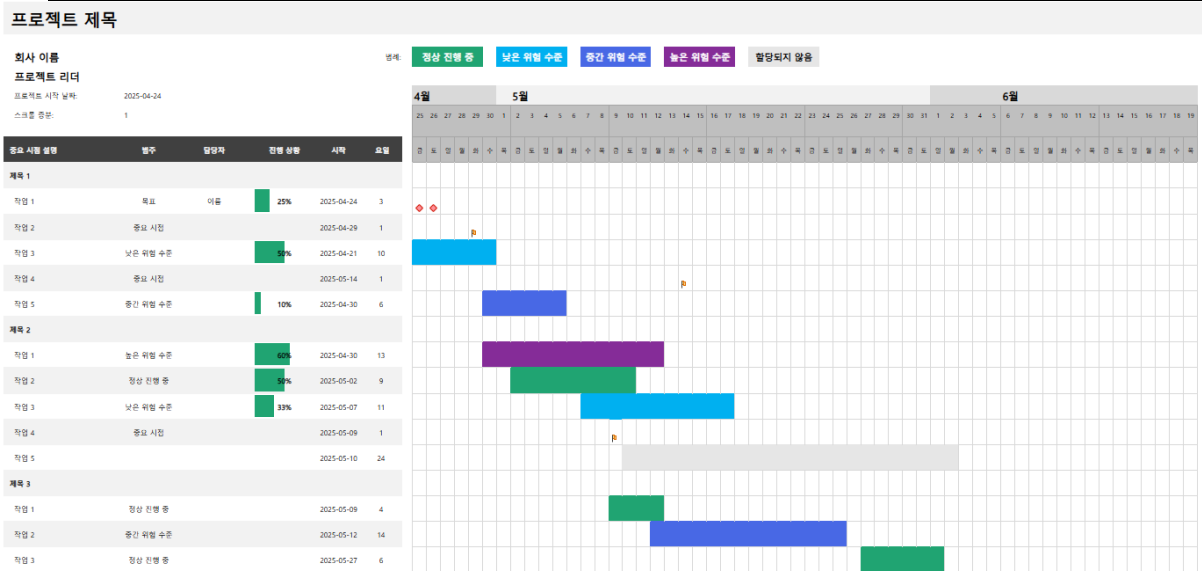 프로젝트 제목
회사 이름
범례: 정상 진행 중 낮은 위험 수준 중간 위험 수준 높은 위험 수준 할당되지 않음
프로젝트 리더
프로젝트 시작 날짜: 2025-04-24
4월 5월 6월
스크롤 증분: 1
25 26 27 28 29 30 1 2 3 4 5 6 7 8 9 10 11 12 13 14 15 16 17 18 19 20 21 22 23 24 25 26 27 28 29 30 31 1 2 3 4 5 6 7 8 9 10 11 12 13 14 15 16 17 18 19
중요 시점 설명 범주 담당자 진행 상황 시작 요일
금 토 일 월 화 수 목 금 토 일 월 화 수 목 금 토 일 월 화 수 목 금 토 일 월 화 수 목 금 토 일 월 화 수 목 금 토 일 월 화 수 목 금 토 일 월 화 수 목 금 토 일 월 화 수 목
제목 1
작업 1 목표 이름 25% 2025-04-24 3
작업 2 중요 시점 2025-04-29 1
작업 3 낮은 위험 수준 50% 2025-04-21 10
작업 4 중요 시점 2025-05-14 1
작업 5 중간 위험 수준 10% 2025-04-30 6
제목 2
작업 1 높은 위험 수준 60% 2025-04-30 13
작업 2 정상 진행 중 50% 2025-05-02 9
작업 3 낮은 위험 수준 33% 2025-05-07 11
작업 4 중요 시점 2025-05-09 1
작업 5 2025-05-10 24
제목 3
작업 1 정상 진행 중 2025-05-09 4
작업 2 중간 위험 수준 2025-05-12 14
작업 3 정상 진행 중 2025-05-27 6